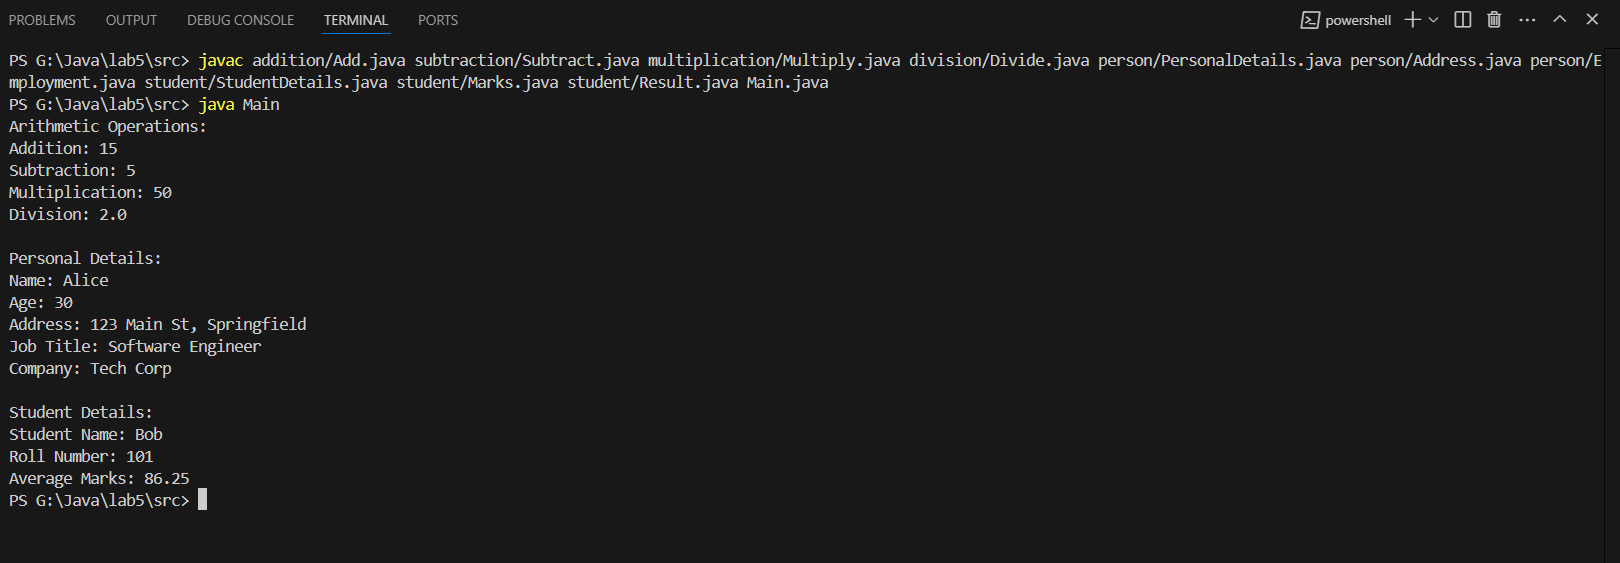 PROBLEMS OUTPUT DEBUG CONSOLE TERMINAL PORTS powershell
PS G:\Java\lab5\src> javac addition/Add.java subtraction/Subtract.java multiplication/Multiply.java division/Divide.java person/PersonalDetails.java person/Address.java person/E
mployment.java student/StudentDetails.java student/Marks.java student/Result.java Main.java
PS G:\Java\lab5\src> java Main
Arithmetic Operations:
Addition: 15
Subtraction: 5
Multiplication: 50
Division: 2.0
Personal Details:
Name: Alice
Age: 30
Address: 123 Main St, Springfield
Job Title: Software Engineer
Company: Tech Corp
Student Details:
Student Name: Bob
Roll Number: 101
Average Marks: 86.25
PS G:\Java\lab5\src>